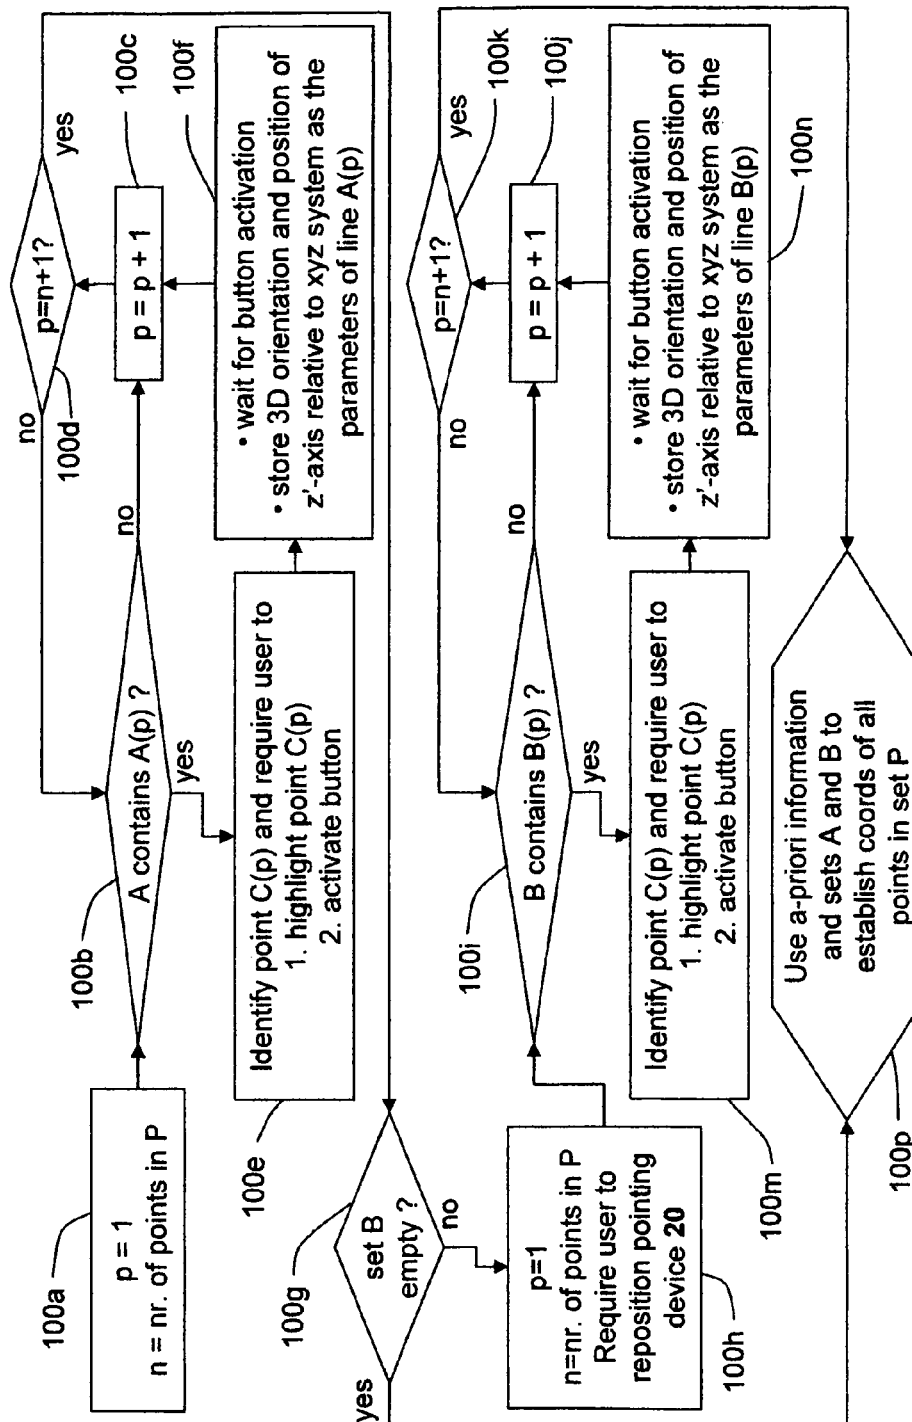 100a
p = 1
n = nr. of points in P
100b
A contains A(p) ?
no
yes
100c
p = p + 1
100d
p=n+1?
no
yes
100e
Identify point C(p) and require user to
1. highlight point C(p)
2. activate button
100f
• wait for button activation
• store 3D orientation and position of
z'-axis relative to xyz system as the
parameters of line A(p)
100g
set B
empty ?
yes
no
100h
p=1
n=nr. of points in P
Require user to
reposition pointing
device 20
100i
B contains B(p) ?
no
yes
100j
p = p + 1
100k
p=n+1?
no
yes
100m
Identify point C(p) and require user to
1. highlight point C(p)
2. activate button
100n
• wait for button activation
• store 3D orientation and position of
z'-axis relative to xyz system as the
parameters of line B(p)
100p
Use a-priori information
and sets A and B to
establish coords of all
points in set P